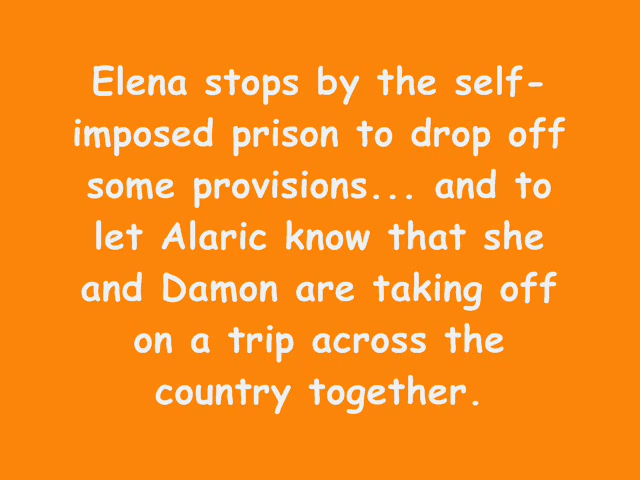 Elena stops by the self-
imposed prison to drop off
some provisions... and to
let Alaric know that she
and Damon are taking off
on a trip across the
country together.